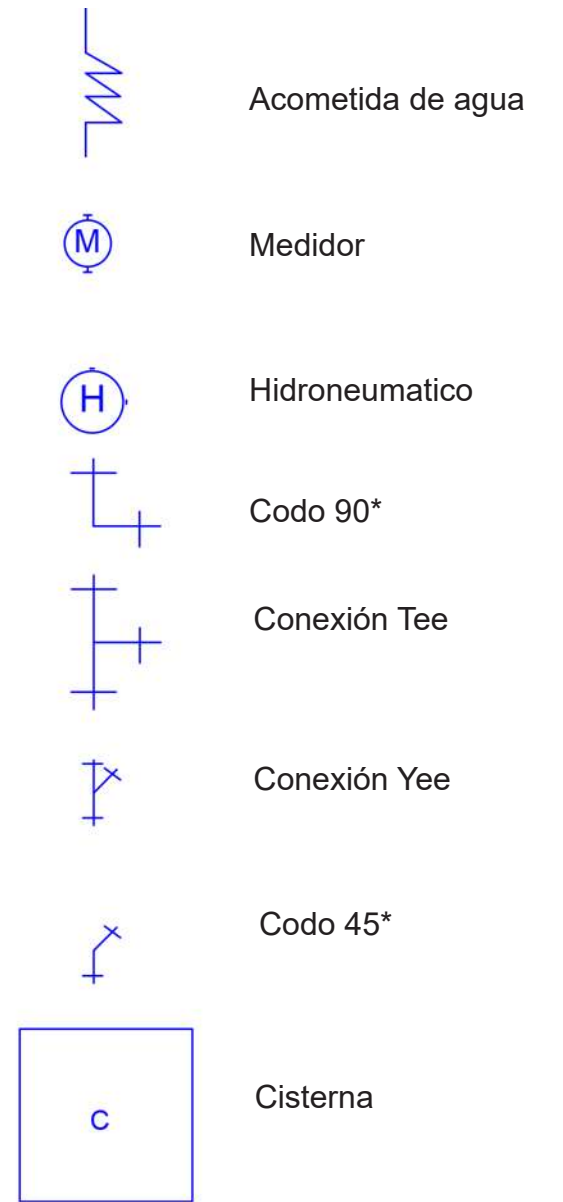 Acometida de agua
M
Medidor
H
Hidroneumatico
Codo 90*
Conexión Tee
Conexión Yee
Codo 45*
C
Cisterna